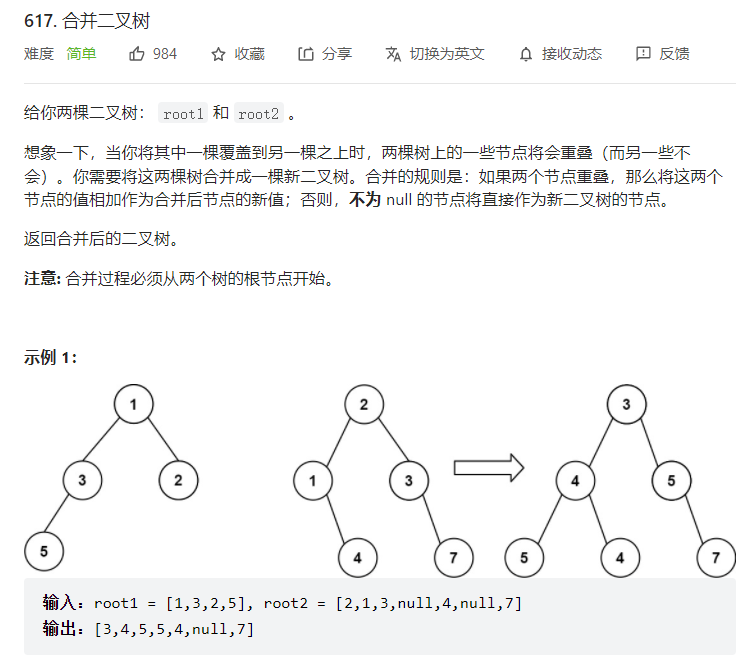 617. 合并二叉树
难度 简单 984 收藏 分享 切换为英文 接收动态 反馈
给你两棵二叉树： root1 和 root2 。
想象一下，当你将其中一棵覆盖到另一棵之上时，两棵树上的一些节点将会重叠（而另一些不
会）。你需要将这两棵树合并成一棵新二叉树。合并的规则是：如果两个节点重叠，那么将这两个
节点的值相加作为合并后节点的新值；否则，不为 null 的节点将直接作为新二叉树的节点。
返回合并后的二叉树。
注意: 合并过程必须从两个树的根节点开始。
示例 1：
1 2 3
3 2 1 3 4 5
5 4 7 5 4 7
输入：root1 = [1,3,2,5], root2 = [2,1,3,null,4,null,7]
输出：[3,4,5,5,4,null,7]